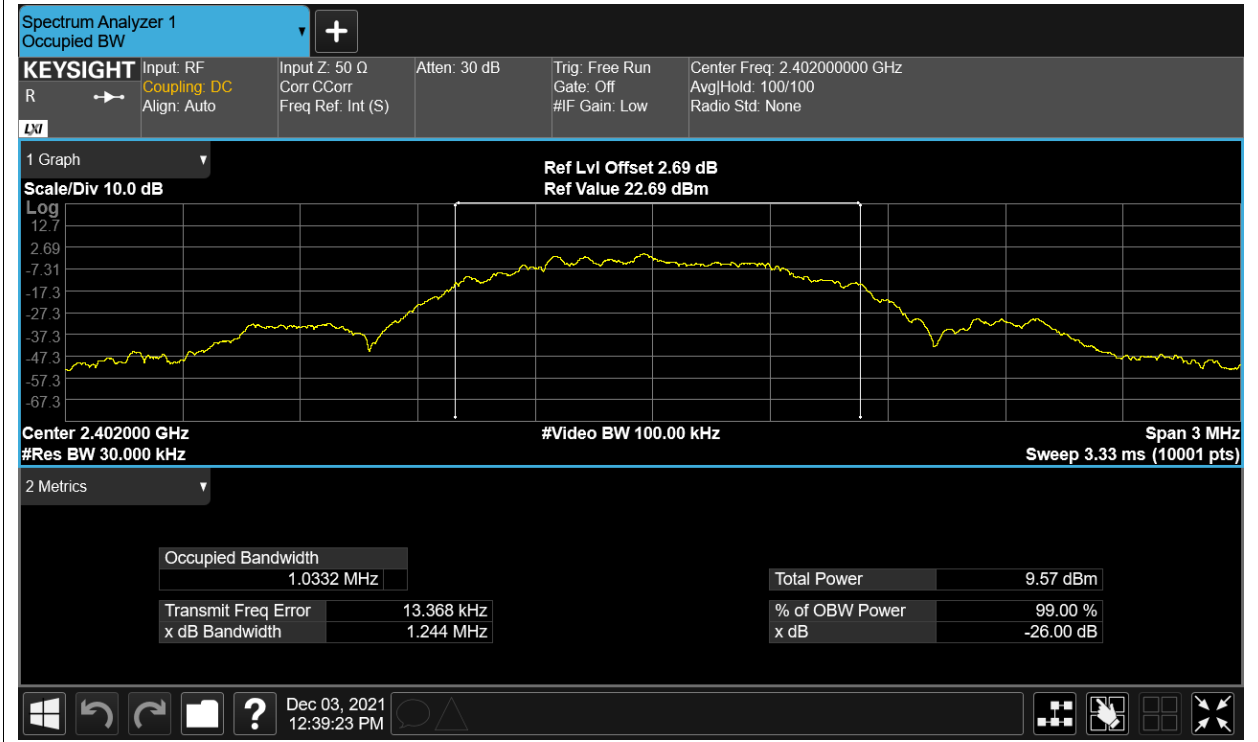 Spectrum Analyzer 1
Occupied BW
KEYSIGHT
R
LXI
Input: RF
Coupling: DC
Align: Auto
Input Z: 50 Ω
Corr CCorr
Freq Ref: Int (S)
Atten: 30 dB
Trig: Free Run
Gate: Off
#IF Gain: Low
Center Freq: 2.402000000 GHz
Avg|Hold: 100/100
Radio Std: None
1 Graph
Scale/Div 10.0 dB
Ref Lvl Offset 2.69 dB
Ref Value 22.69 dBm
Log
12.7
2.69
-7.31
-17.3
-27.3
-37.3
-47.3
-57.3
-67.3
Center 2.402000 GHz
#Res BW 30.000 kHz
#Video BW 100.00 kHz
Span 3 MHz
Sweep 3.33 ms (10001 pts)
2 Metrics
Occupied Bandwidth
1.0332 MHz
Transmit Freq Error 13.368 kHz
x dB Bandwidth 1.244 MHz
Total Power 9.57 dBm
% of OBW Power 99.00 %
x dB -26.00 dB
?
Dec 03, 2021
12:39:23 PM